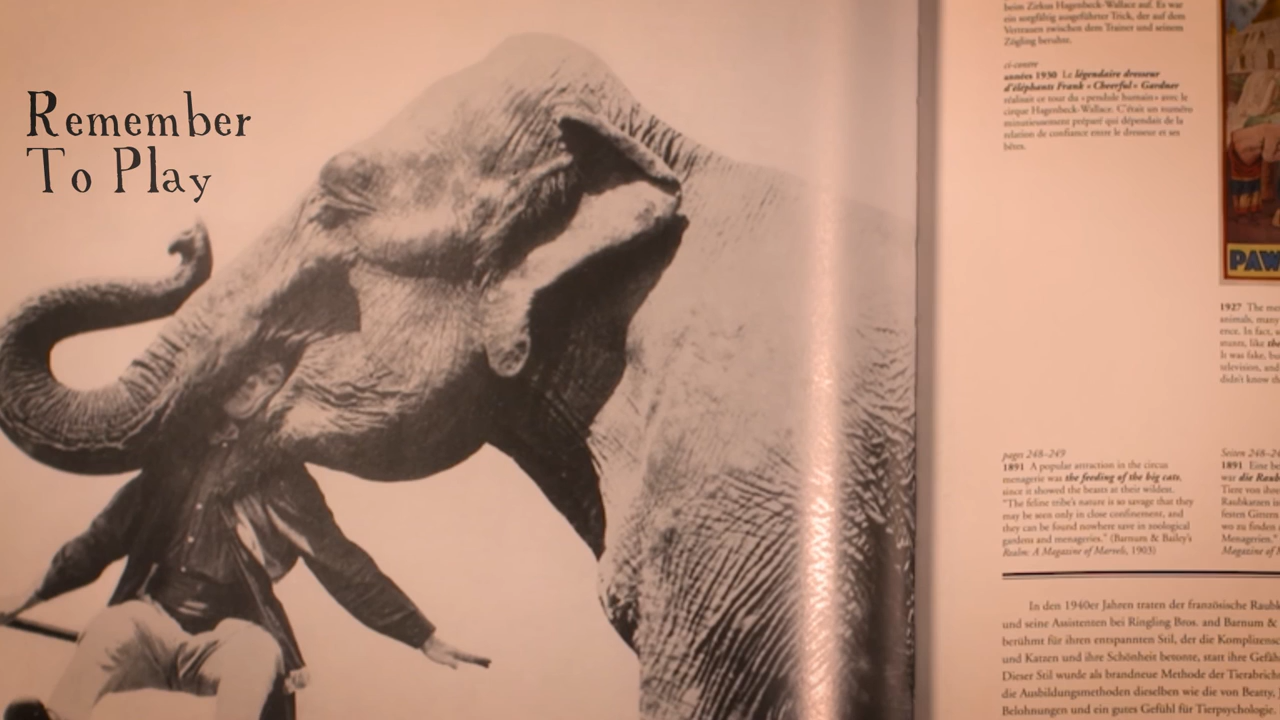 Remember
To Play
beim Zirkus Hagenbeck-Wallace auf. Es war
ein sorgfältig ausgeführter Trick, der auf dem
Vertrauen zwischen dem Trainer und seinem
Zögling beruhte.
ci-contre
années 1930 Le légendaire dresseur
d'éléphants Frank « Cheerful » Gardner
réalisait ce tour du « pendule humain » avec le
cirque Hagenbeck-Wallace. C'était un numéro
minutieusement préparé qui dépendait de la
relation de confiance entre le dresseur et ses
bêtes.
PAW
1927 The me
animals, many
rence. In fact,
stunts, like the
It was fake, bu
television, and
didn't know th
pages 248–249
1891 A popular attraction in the circus
menagerie was the feeding of the big cats,
since it showed the beasts at their wildest.
"The feline tribe's nature is so savage that they
may be seen only in close confinement, and
they can be found nowhere save in zoological
gardens and menageries." (Barnum & Bailey's
Realm: A Magazine of Marvels, 1903)
Seiten 248–24
1891 Eine be
war die Raub
Tiere von ihre
Raubkatzen is
festen Gittern
wo zu finden
Menagerien."
Magazine of M
In den 1940er Jahren traten der französische Raubk
und seine Assistenten bei Ringling Bros. and Barnum &
berühmt für ihren entspannten Stil, der die Komplizensc
und Katzen und ihre Schönheit betonte, statt ihre Gefäh
Dieser Stil wurde als brandneue Methode der Tierabricht
die Ausbildungsmethoden dieselben wie die von Beatty, J
Belohnungen und ein gutes Gefühl für Tierpsychologie.